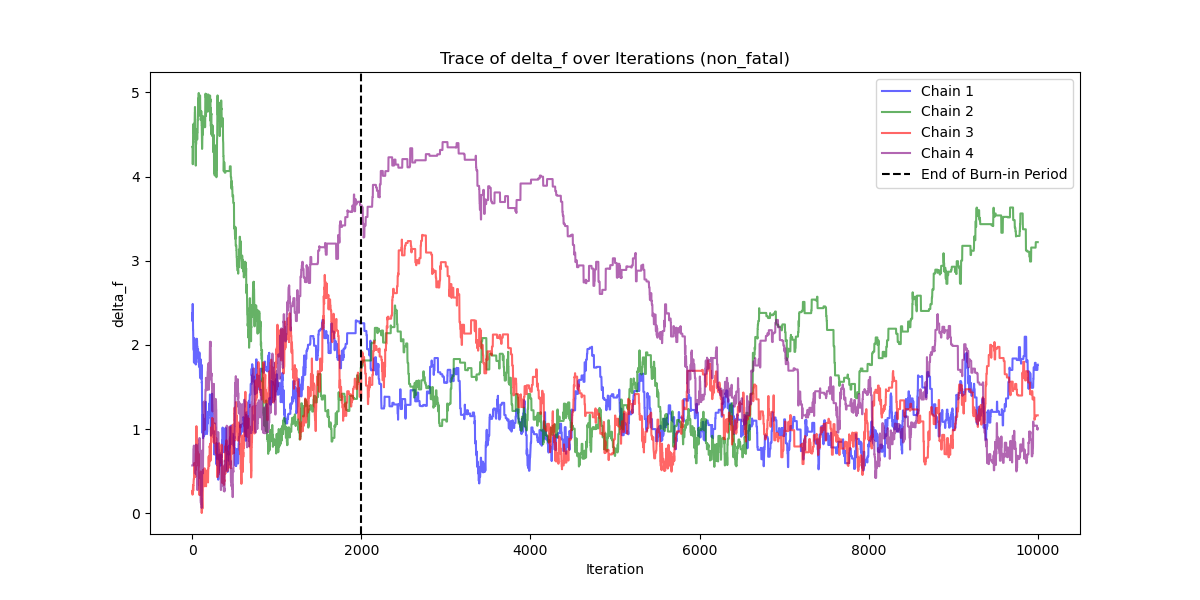 Trace of delta_f over Iterations (non_fatal)
Chain 1
Chain 2
Chain 3
Chain 4
End of Burn-in Period
delta_f
5
4
3
2
1
0
0 2000 4000 6000 8000 10000
Iteration